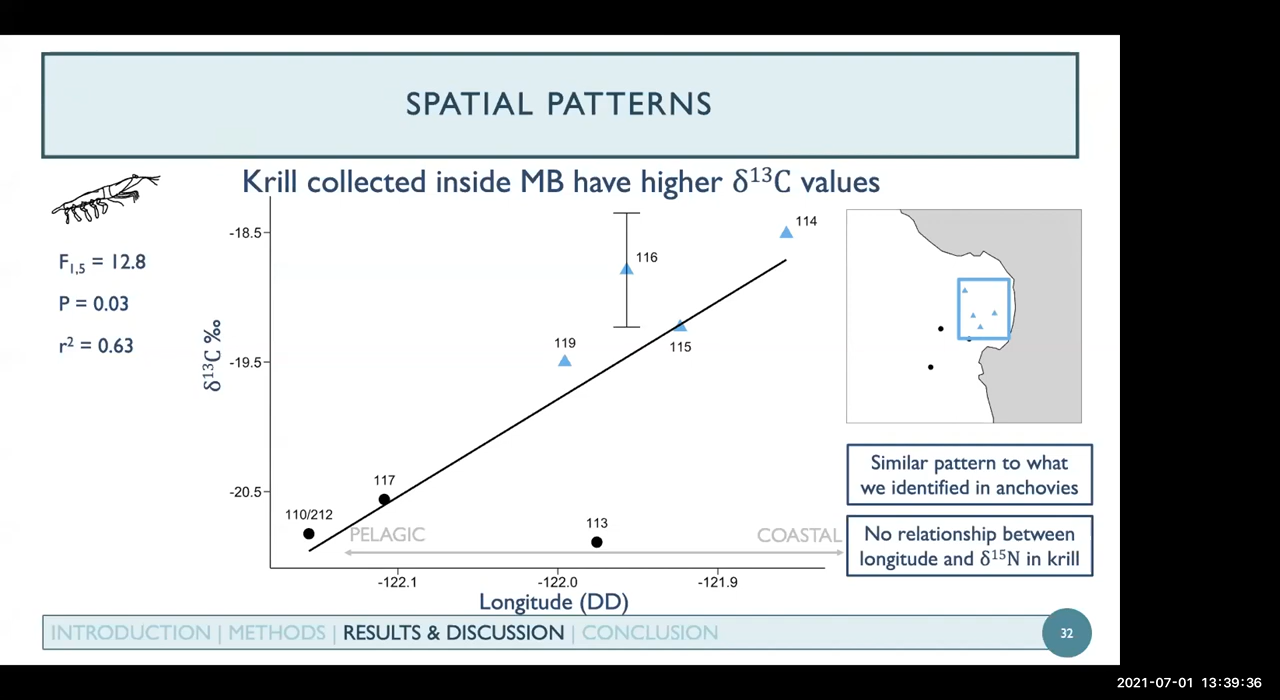 SPATIAL PATTERNS
Krill collected inside MB have higher δ¹³C values
F₁,₅ = 12.8
P = 0.03
r² = 0.63
δ¹³C ‰
-18.5
-19.5
-20.5
114
116
115
119
117
110/212
113
PELAGIC
COASTAL
-122.1
-122.0
-121.9
Longitude (DD)
Similar pattern to what
we identified in anchovies
No relationship between
longitude and δ¹⁵N in krill
INTRODUCTION | METHODS | RESULTS & DISCUSSION | CONCLUSION
32
2021-07-01 13:39:36